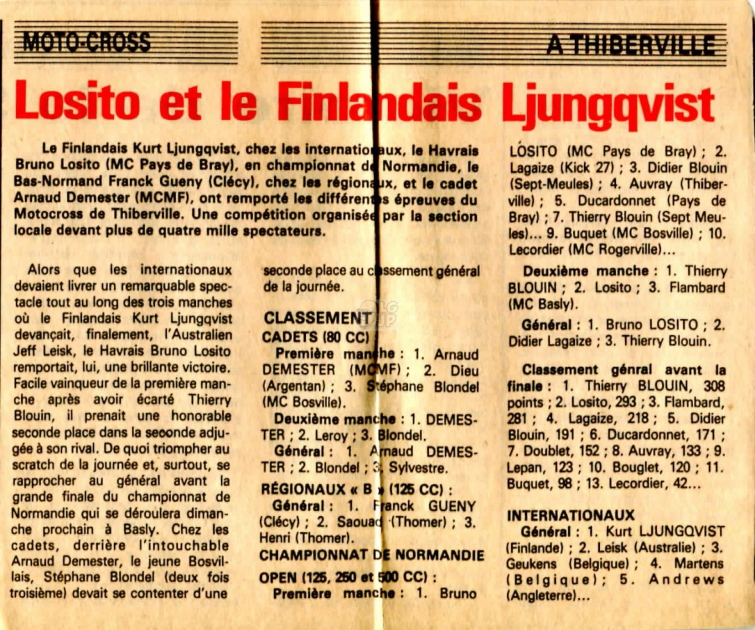 MOTO-CROSS
A THIBERVILLE
Losito et le Finlandais Ljungqvist
Le Finlandais Kurt Ljungqvist, chez les internationaux, le Havrais
Bruno Losito (MC Pays de Bray), en championnat de Normandie, le
Bas-Normand Franck Gueny (Clécy), chez les régionaux, et le cadet
Arnaud Demester (MCMF), ont remporté les différentes épreuves du
Motocross de Thiberville. Une compétition organisée par la section
locale devant plus de quatre mille spectateurs.
Alors que les internationaux
devaient livrer un remarquable spec-
tacle tout au long des trois manches
où le Finlandais Kurt Ljungqvist
devançait, finalement, l'Australien
Jeff Leisk, le Havrais Bruno Losito
remportait, lui, une brillante victoire.
Facile vainqueur de la première man-
che après avoir écarté Thierry
Blouin, il prenait une honorable
seconde place dans la seconde adju-
gée à son rival. De quoi triompher au
scratch de la journée et, surtout, se
rapprocher au général avant la
grande finale du championnat de
Normandie qui se déroulera diman-
che prochain à Basly. Chez les
cadets, derrière l'intouchable
Arnaud Demester, le jeune Bosvil-
lais, Stéphane Blondel (deux fois
troisième) devait se contenter d'une
seconde place au classement général
de la journée.
CLASSEMENT
CADETS (80 CC)
Première manche : 1. Arnaud
DEMESTER (MCMF) ; 2. Dieu
(Argentan) ; 3. Stéphane Blondel
(MC Bosville).
Deuxième manche : 1. DEMES-
TER ; 2. Leroy ; 3. Blondel.
Général : 1. Arnaud DEMES-
TER ; 2. Blondel ; 3. Sylvestre.
RÉGIONAUX « B » (125 CC) :
Général : 1. Franck GUENY
(Clécy) ; 2. Saouad (Thomer) ; 3.
Henri (Thomer).
CHAMPIONNAT DE NORMANDIE
OPEN (125, 250 et 500 CC) :
Première manche : 1. Bruno
LOSITO (MC Pays de Bray) ; 2.
Lagaize (Kick 27) ; 3. Didier Blouin
(Sept-Meules) ; 4. Auvray (Thiber-
ville) ; 5. Ducardonnet (Pays de
Bray) ; 7. Thierry Blouin (Sept Meu-
les)... 9. Buquet (MC Bosville) ; 10.
Lecordier (MC Rogerville)...
Deuxième manche : 1. Thierry
BLOUIN ; 2. Losito ; 3. Flambard
(MC Basly).
Général : 1. Bruno LOSITO ; 2.
Didier Lagaize ; 3. Thierry Blouin.
Classement génral avant la
finale : 1. Thierry BLOUIN, 308
points ; 2. Losito, 293 ; 3. Flambard,
281 ; 4. Lagaize, 218 ; 5. Didier
Blouin, 191 ; 6. Ducardonnet, 171 ;
7. Doublet, 152 ; 8. Auvray, 133 ; 9.
Lepan, 123 ; 10. Bouglet, 120 ; 11.
Buquet, 98 ; 13. Lecordier, 42...
INTERNATIONAUX
Général : 1. Kurt LJUNGQVIST
(Finlande) ; 2. Leisk (Australie) ; 3.
Geukens (Belgique) ; 4. Martens
(Belgique) ; 5. Andrews
(Angleterre)...